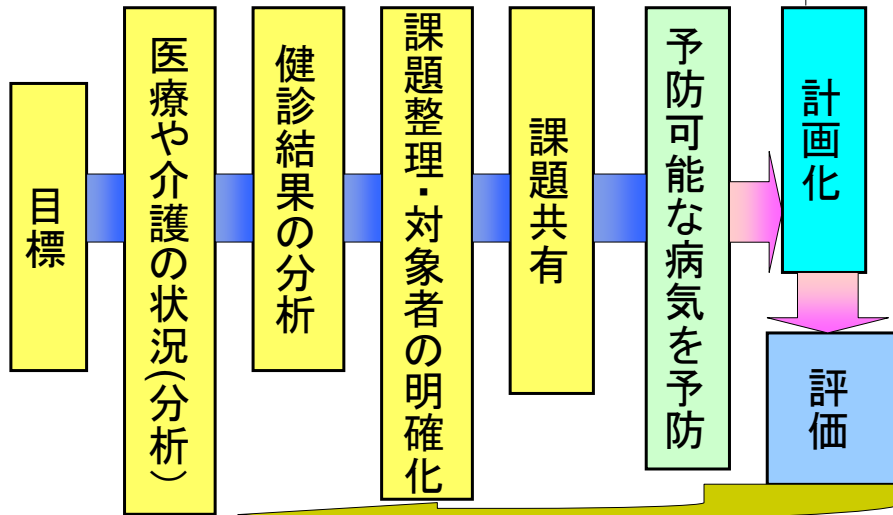 目標
医療や介護の状況(分析)
健診結果の分析
課題整理・対象者の明確化
課題共有
予防可能な病気を予防
計画化
評価